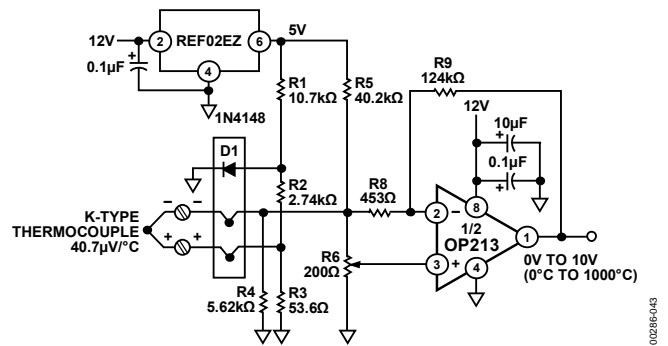 12V
2
REF02EZ
6
5V
+
0.1µF
4
1N4148
R1
10.7kΩ
R5
40.2kΩ
R9
124kΩ
D1
12V
10µF
+
0.1µF
+
R2
2.74kΩ
R8
453Ω
K-TYPE
THERMOCOUPLE
40.7µV/°C
– –
+ +
2 –
8
1/2
OP213
1
3 +
4
R6
200Ω
0V TO 10V
(0°C TO 1000°C)
R4
5.62kΩ
R3
53.6Ω
00286-043